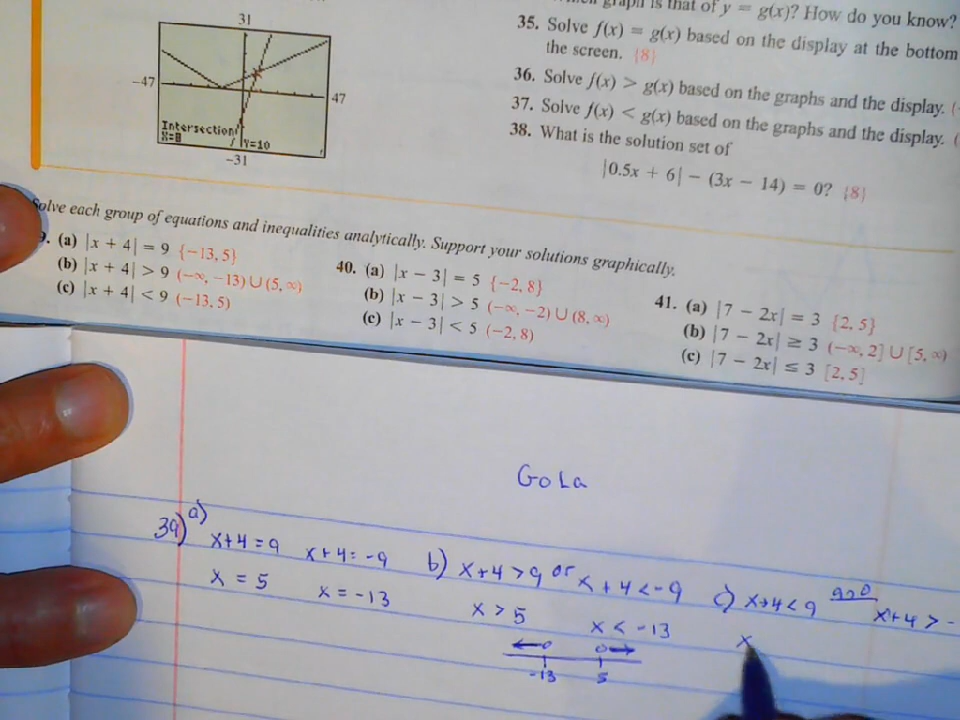 is that of y = g(x)? How do you know?
31
-47
47
Intersection
X=8 Y=10
-31
35. Solve f(x) = g(x) based on the display at the bottom
the screen. {8}
36. Solve f(x) > g(x) based on the graphs and the display.
37. Solve f(x) < g(x) based on the graphs and the display.
38. What is the solution set of
|0.5x + 6| - (3x - 14) = 0? {8}
Solve each group of equations and inequalities analytically. Support your solutions graphically.
9. (a) |x + 4| = 9 {-13, 5}
(b) |x + 4| > 9 (-∞, -13) ∪ (5, ∞)
(c) |x + 4| < 9 (-13, 5)
40. (a) |x - 3| = 5 {-2, 8}
(b) |x - 3| > 5 (-∞, -2) ∪ (8, ∞)
(c) |x - 3| < 5 (-2, 8)
41. (a) |7 - 2x| = 3 {2, 5}
(b) |7 - 2x| ≥ 3 (-∞, 2] ∪ [5, ∞)
(c) |7 - 2x| ≤ 3 [2, 5]
GoLa
39) a) x+4=9 x+4=-9
x = 5 x = -13
b) x+4>9 or x+4<-9
x > 5 x < -13
-13 5
c) x+4<9 and x+4>-
x